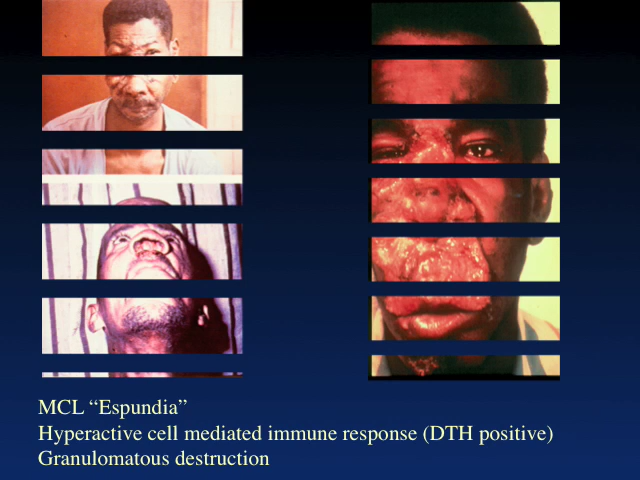 MCL “Espundia”
Hyperactive cell mediated immune response (DTH positive)
Granulomatous destruction